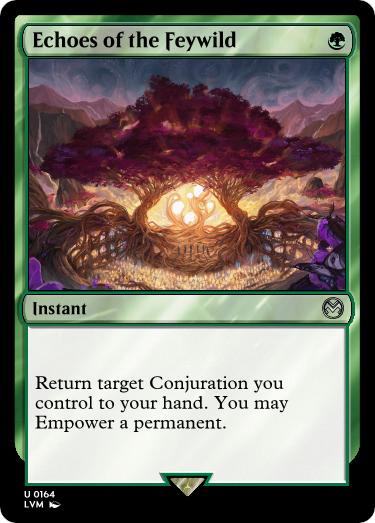 Echoes of the Feywild
Instant
Return target Conjuration you
control to your hand. You may
Empower a permanent.
U 0164
LVM